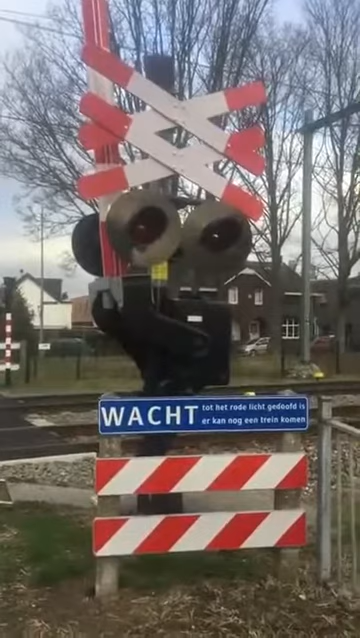 WACHT tot het rode licht gedoofd is
er kan nog een trein komen